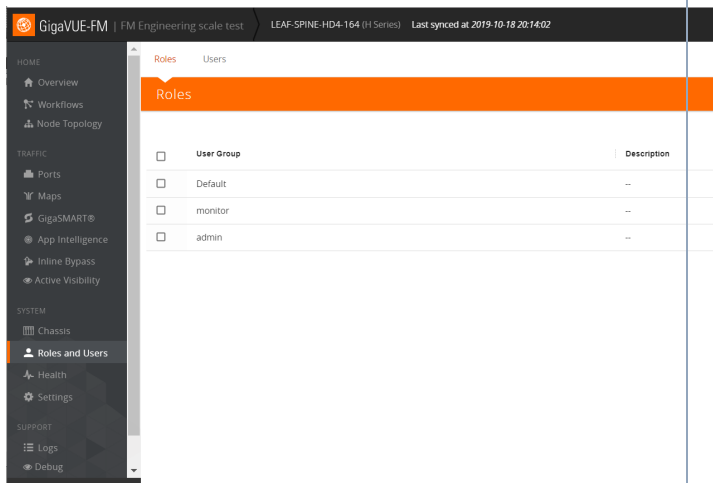 GigaVUE-FM | FM Engineering scale test LEAF-SPINE-HD4-164 (H Series) Last synced at 2019-10-18 20:14:02
HOME
Overview
Workflows
Node Topology
TRAFFIC
Ports
Maps
GigaSMART®
App Intelligence
Inline Bypass
Active Visibility
SYSTEM
Chassis
Roles and Users
Health
Settings
SUPPORT
Logs
Debug
Roles Users
Roles
User Group Description
Default --
monitor --
admin --